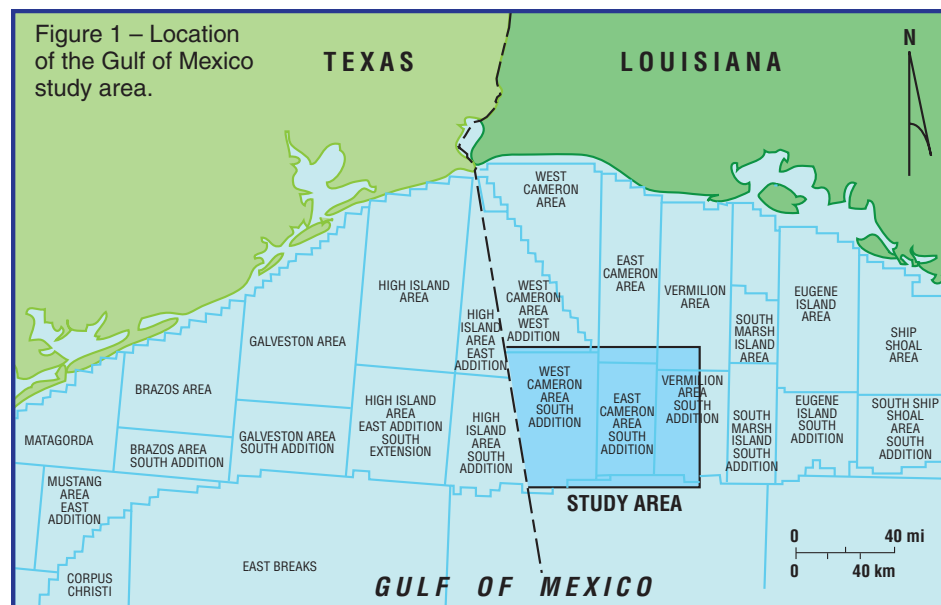 Figure 1 – Location
of the Gulf of Mexico
study area.
TEXAS
LOUISIANA
N
WEST
CAMERON
AREA
EAST
CAMERON
AREA
HIGH ISLAND
AREA
WEST
CAMERON
AREA
WEST
ADDITION
VERMILION
AREA
EUGENE
ISLAND
AREA
HIGH
ISLAND
AREA
EAST
ADDITION
SOUTH
MARSH
ISLAND
AREA
SHIP
SHOAL
AREA
GALVESTON AREA
BRAZOS AREA
MATAGORDA
BRAZOS AREA
SOUTH ADDITION
GALVESTON AREA
SOUTH ADDITION
HIGH ISLAND
AREA
EAST ADDITION
SOUTH
EXTENSION
HIGH
ISLAND
AREA
SOUTH
ADDITION
WEST
CAMERON
AREA
SOUTH
ADDITION
EAST
CAMERON
AREA
SOUTH
ADDITION
VERMILION
AREA
SOUTH
ADDITION
SOUTH
MARSH
ISLAND
SOUTH
ADDITION
EUGENE
ISLAND
SOUTH
ADDITION
SOUTH SHIP
SHOAL
AREA
SOUTH
ADDITION
MUSTANG
AREA
EAST
ADDITION
STUDY AREA
CORPUS
CHRISTI
EAST BREAKS
GULF OF MEXICO
0 40 mi
0 40 km